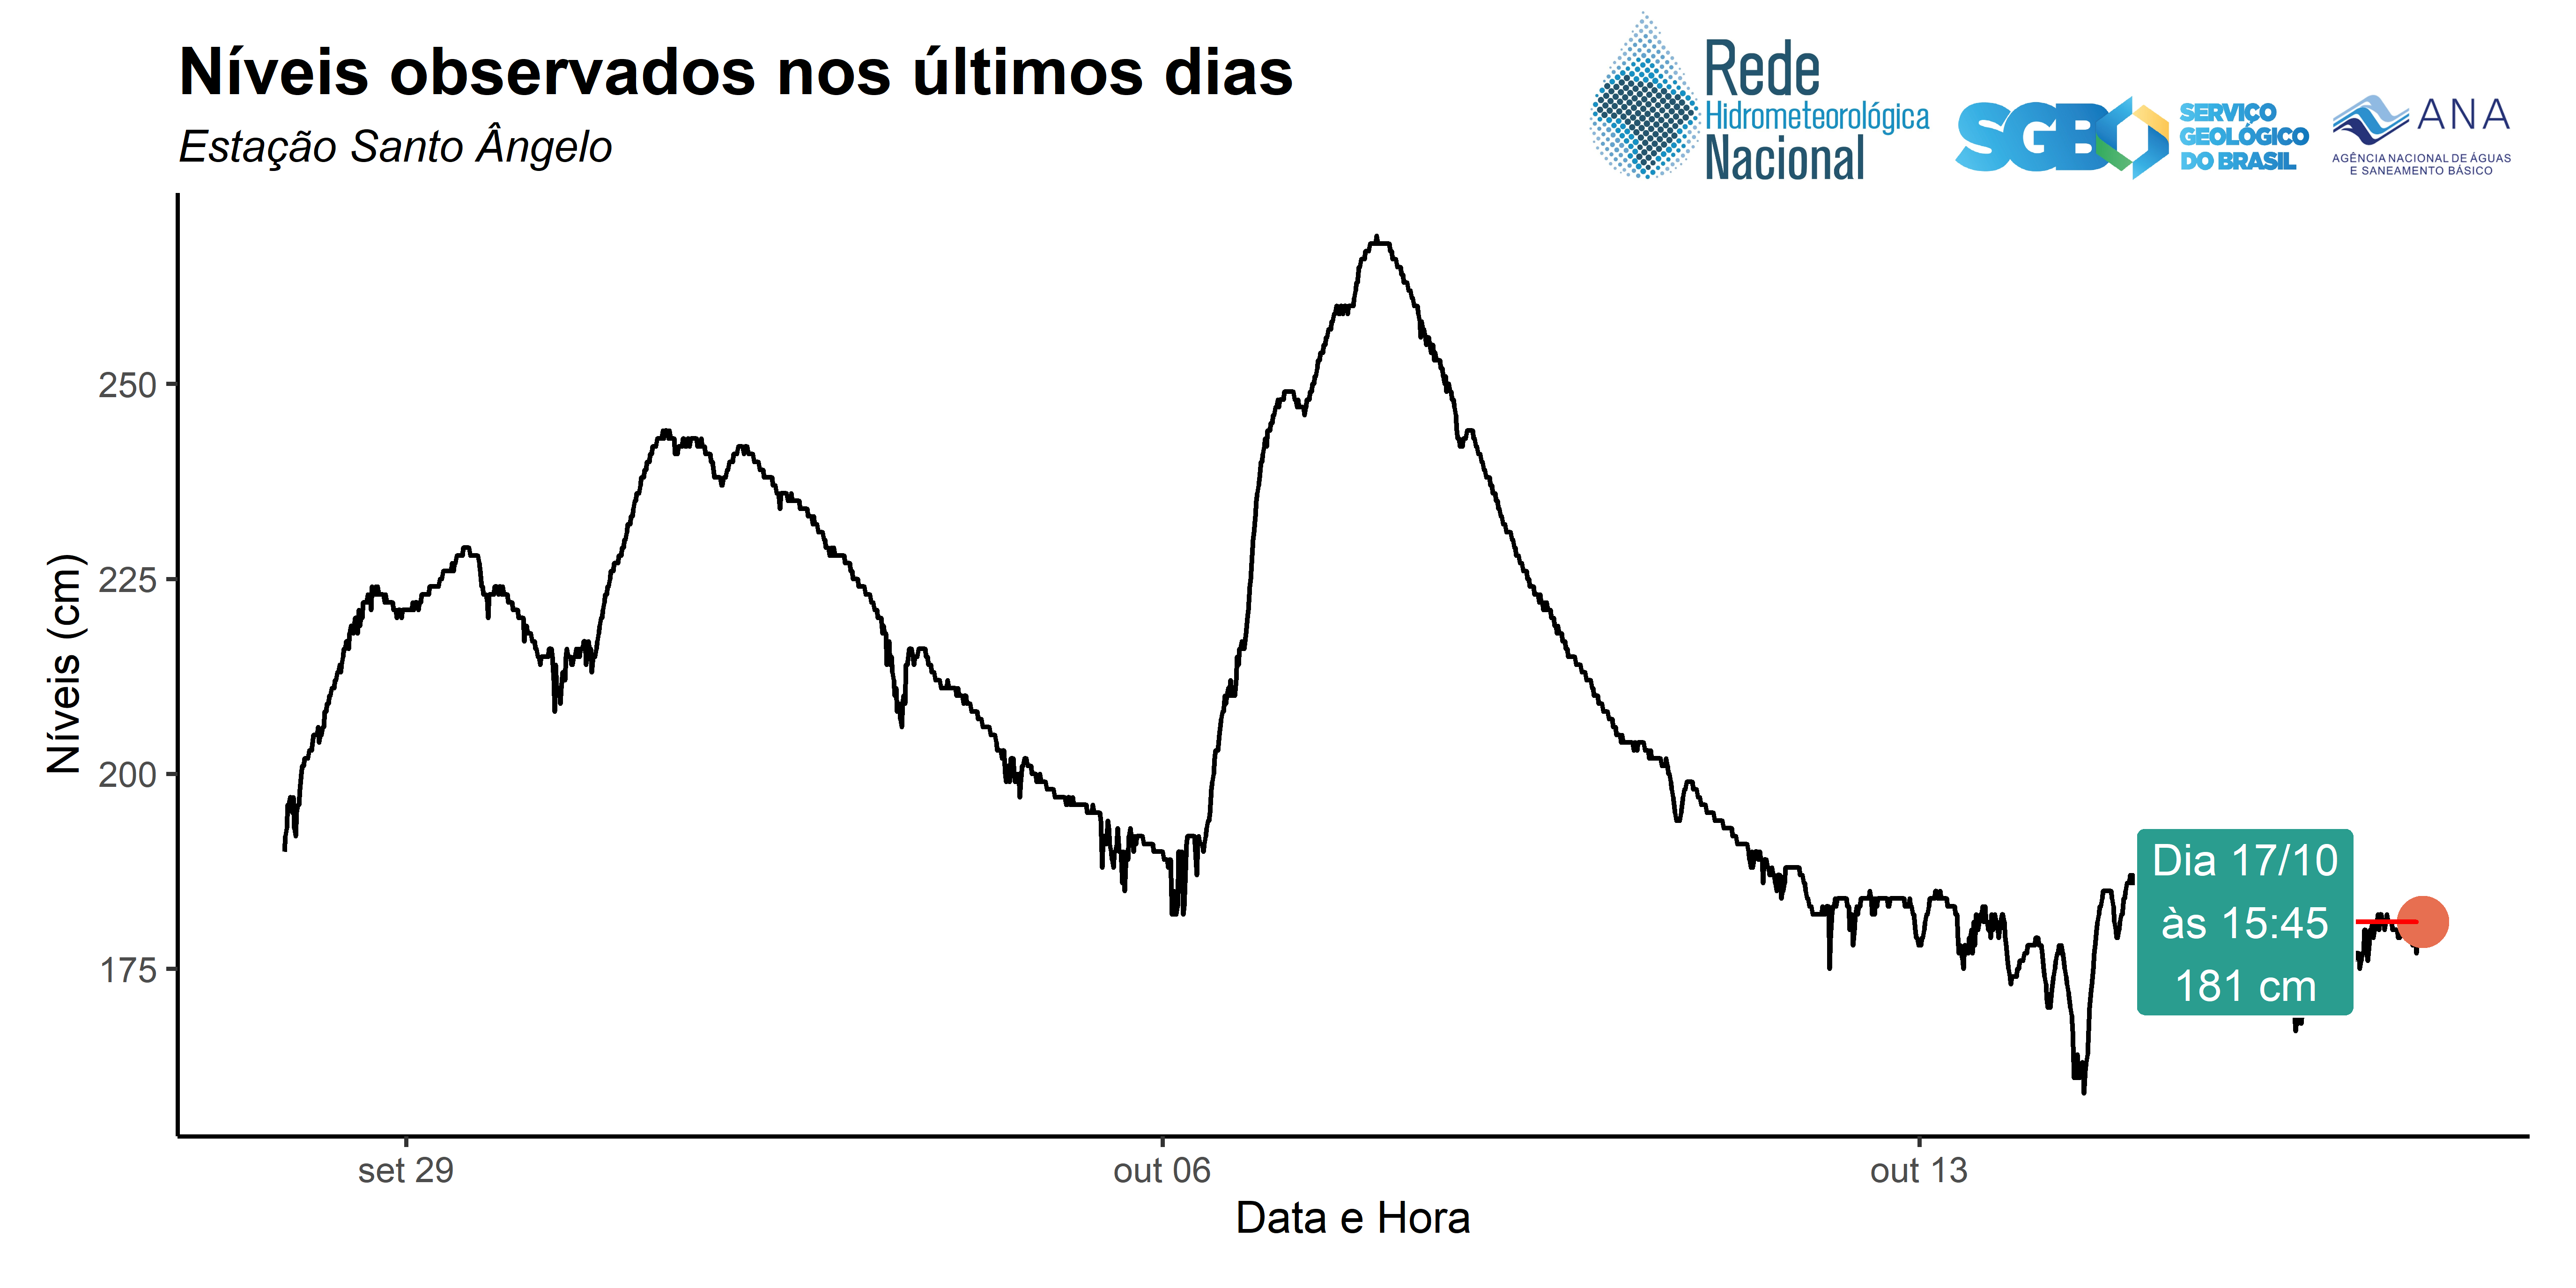 Níveis observados nos últimos dias
Estação Santo Ângelo
Rede
Hidrometeorológica
Nacional
SGB
SERVIÇO
GEOLÓGICO
DO BRASIL
ANA
AGÊNCIA NACIONAL DE ÁGUAS
E SANEAMENTO BÁSICO
Níveis (cm)
250
225
200
175
Dia 17/10
às 15:45
181 cm
set 29
out 06
out 13
Data e Hora